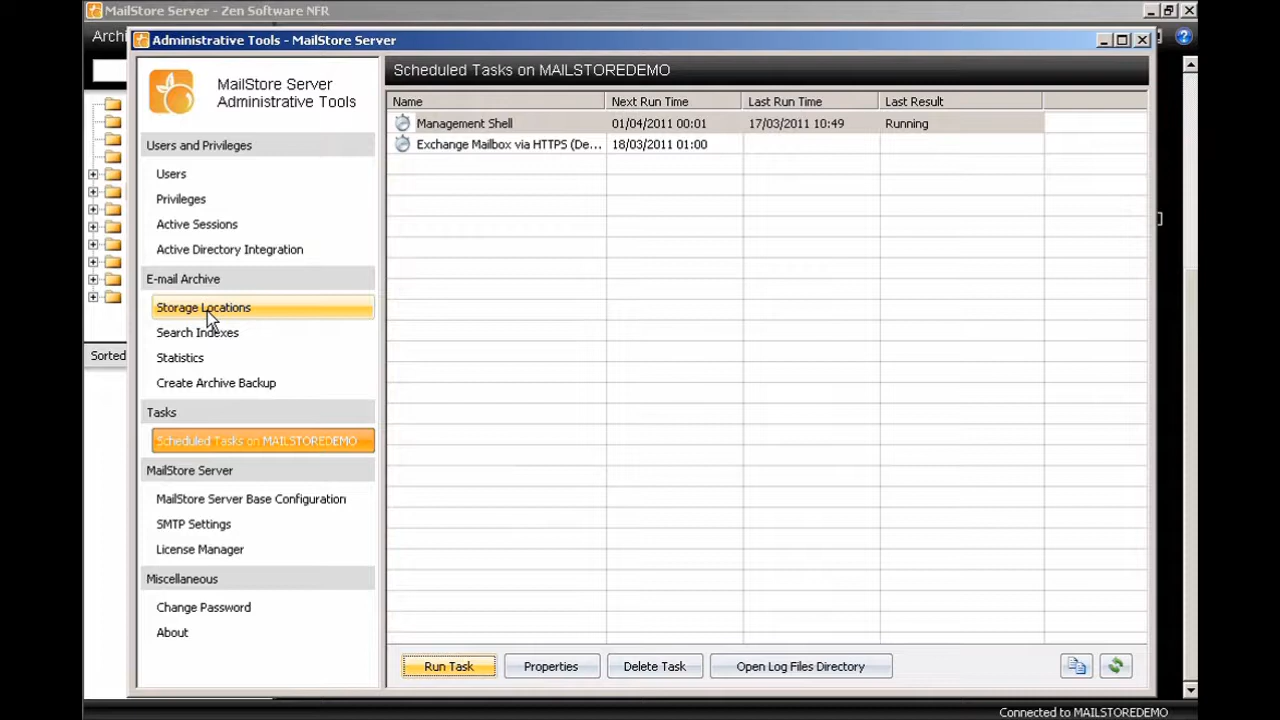 MailStore Server - Zen Software NFR
Archi
Administrative Tools - MailStore Server
MailStore Server
Administrative Tools
Users and Privileges
Users
Privileges
Active Sessions
Active Directory Integration
E-mail Archive
Storage Locations
Search Indexes
Statistics
Create Archive Backup
Tasks
Scheduled Tasks on MAILSTOREDEMO
MailStore Server
MailStore Server Base Configuration
SMTP Settings
License Manager
Miscellaneous
Change Password
About
Sorted
Scheduled Tasks on MAILSTOREDEMO
Name Next Run Time Last Run Time Last Result
Management Shell 01/04/2011 00:01 17/03/2011 10:49 Running
Exchange Mailbox via HTTPS (De... 18/03/2011 01:00
Run Task Properties Delete Task Open Log Files Directory
Connected to MAILSTOREDEMO